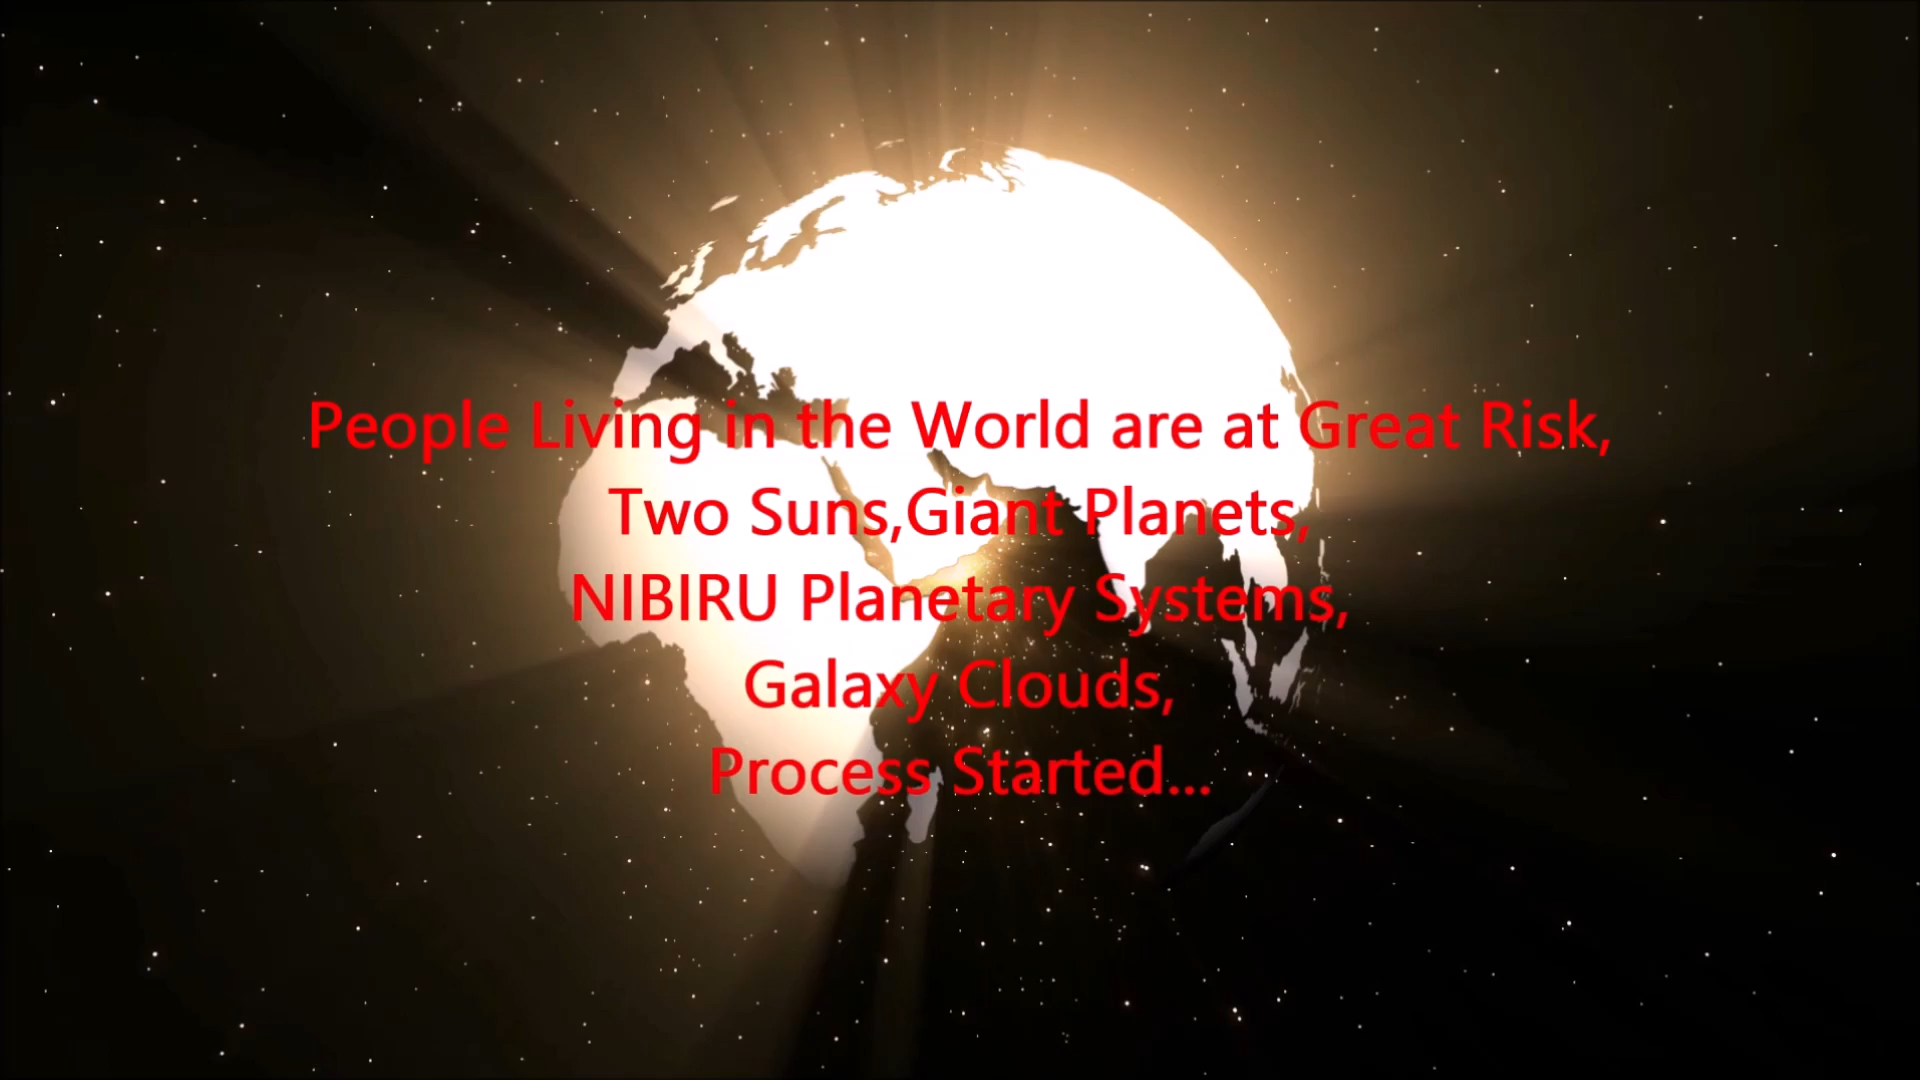 People Living in the World are at Great Risk,
Two Suns,Giant Planets,
NIBIRU Planetary Systems,
Galaxy Clouds,
Process Started...